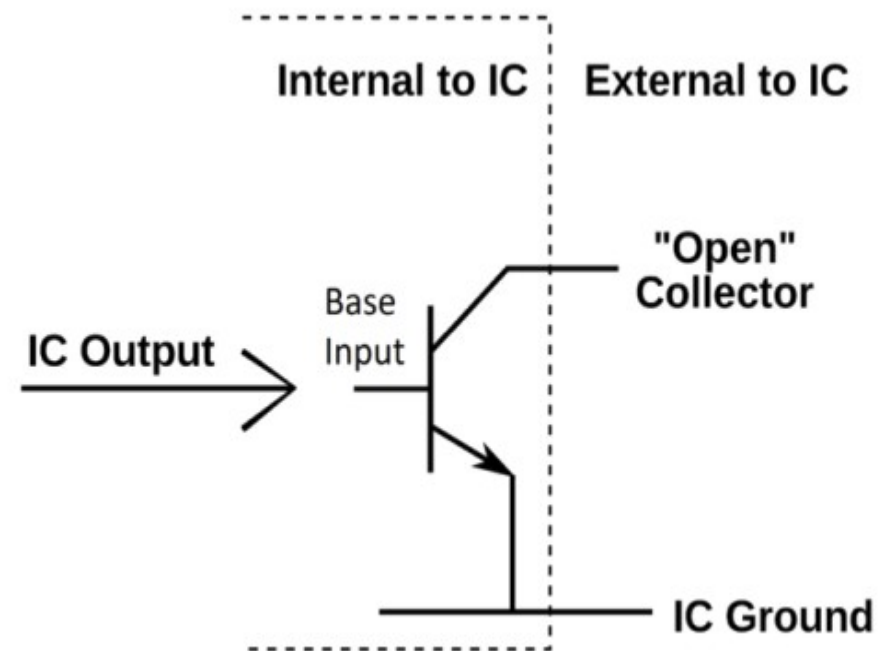 Internal to IC
External to IC
"Open"
Collector
Base
Input
IC Output
IC Ground